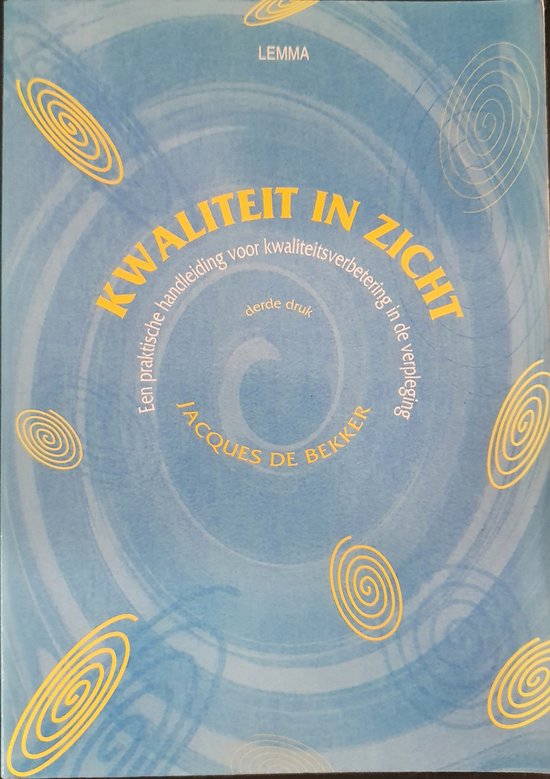 LEMMA
KWALITEIT IN ZICHT
Een praktische handleiding voor kwaliteitsverbetering in de verpleging
derde druk
JACQUES DE BEKKER